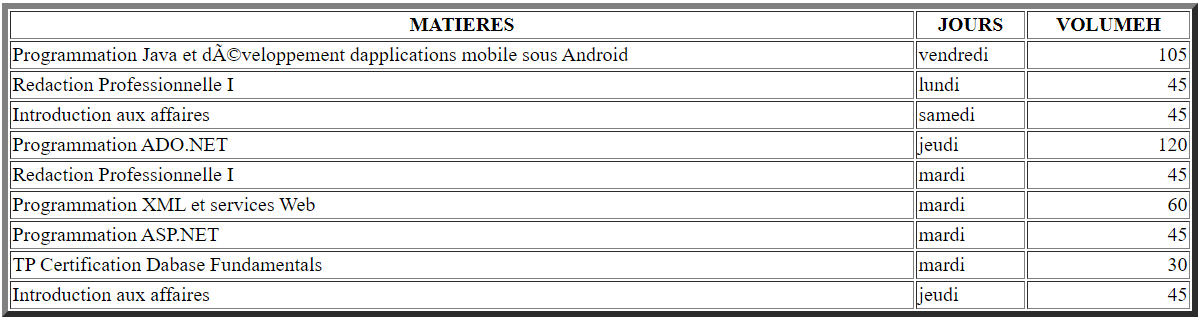 MATIERES JOURS VOLUMEH
Programmation Java et dÃ©veloppement dapplications mobile sous Android vendredi 105
Redaction Professionnelle I lundi 45
Introduction aux affaires samedi 45
Programmation ADO.NET jeudi 120
Redaction Professionnelle I mardi 45
Programmation XML et services Web mardi 60
Programmation ASP.NET mardi 45
TP Certification Dabase Fundamentals mardi 30
Introduction aux affaires jeudi 45